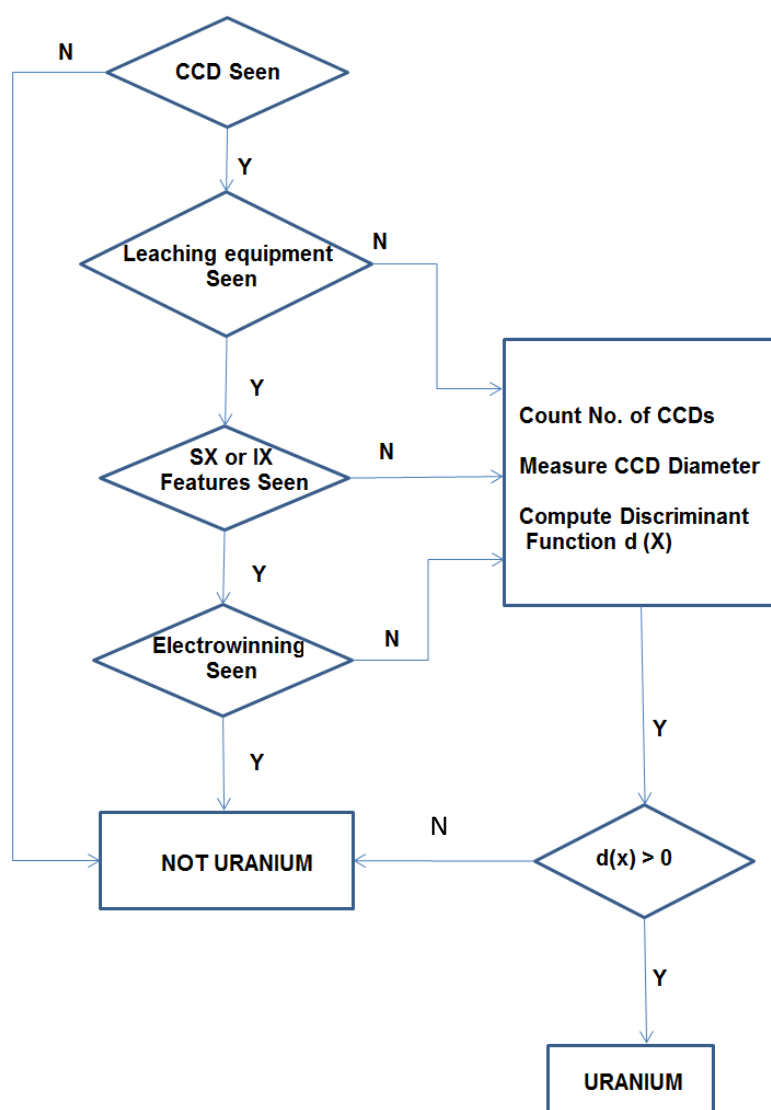 N
CCD Seen
Y
Leaching equipment
Seen
N
Y
SX or IX
Features Seen
N
Y
Electrowinning
Seen
N
Y
NOT URANIUM
Count No. of CCDs
Measure CCD Diameter
Compute Discriminant
Function d (X)
Y
N
d(x) > 0
Y
URANIUM